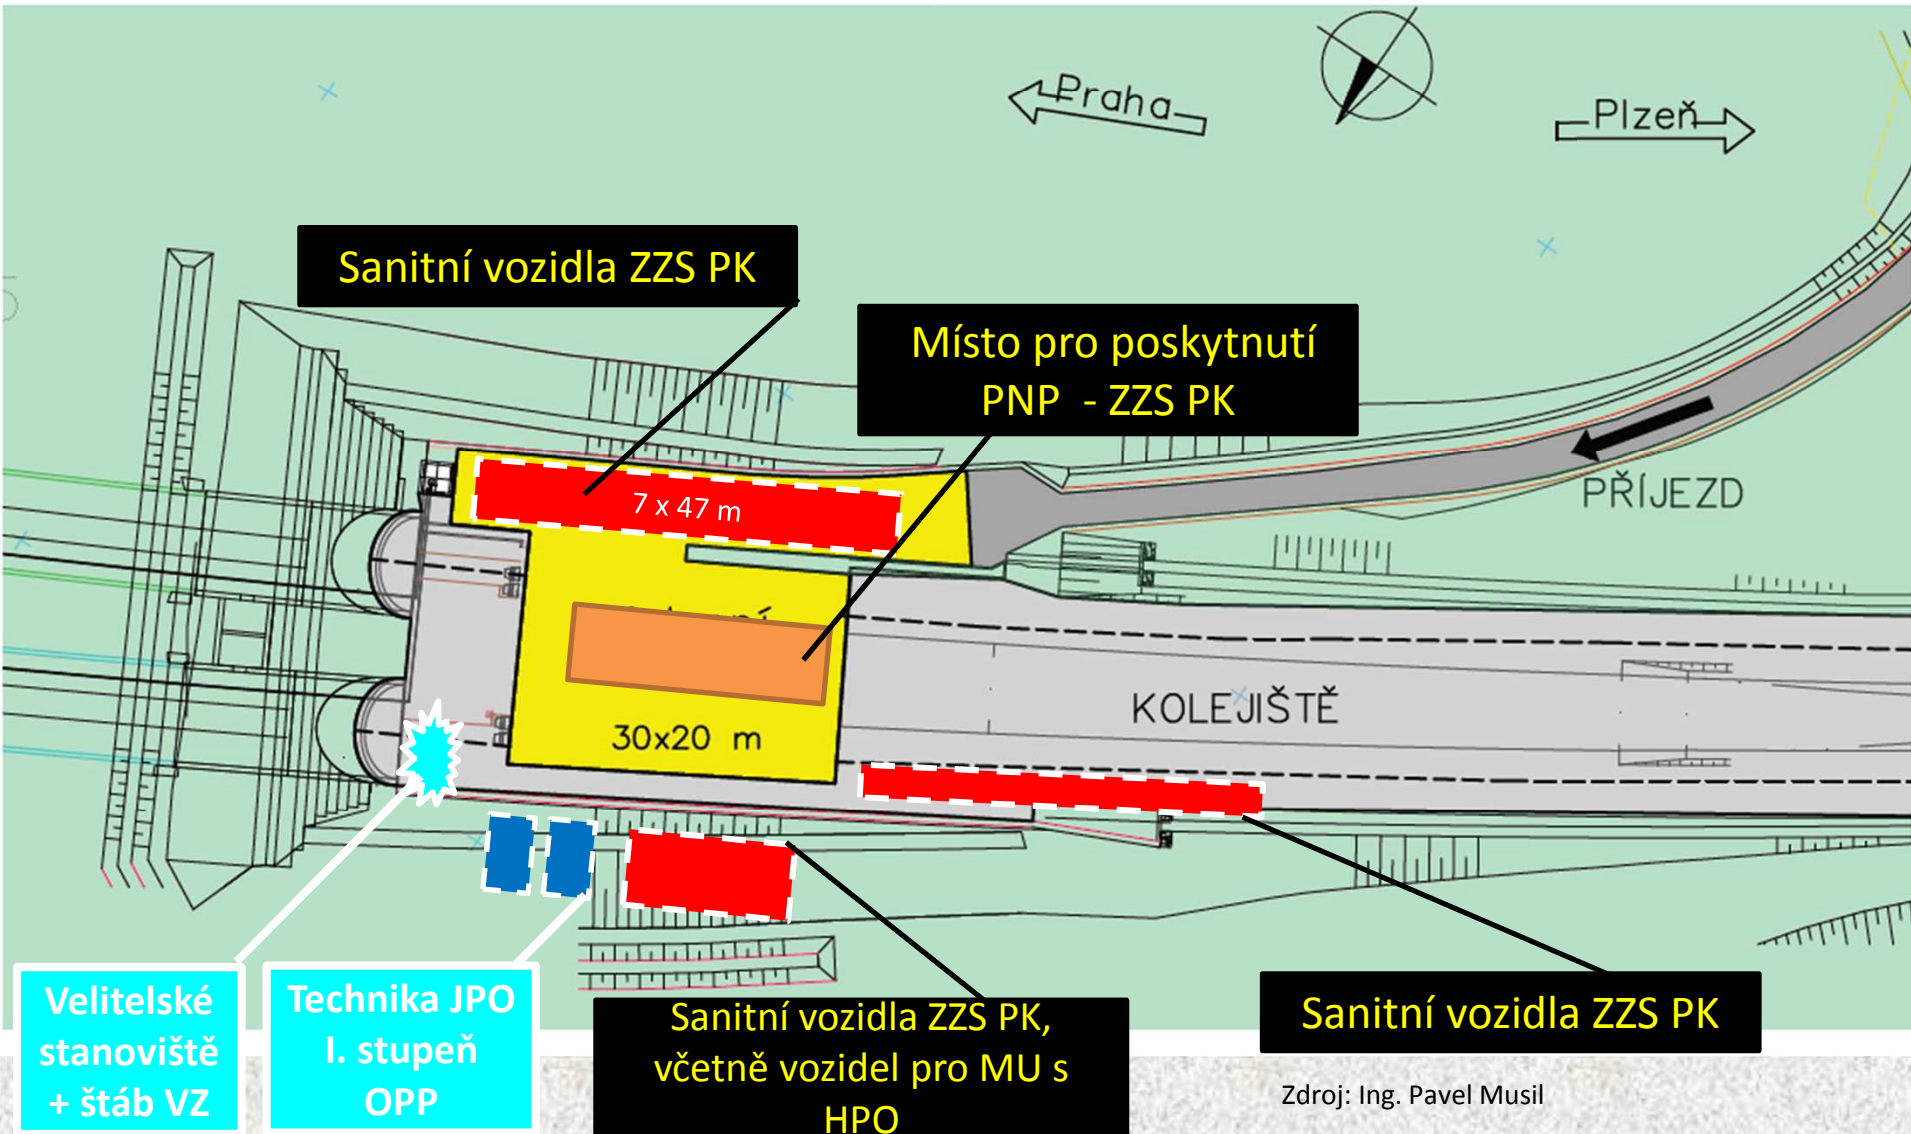 Praha
Plzeň
Sanitní vozidla ZZS PK
Místo pro poskytnutí
PNP - ZZS PK
7 x 47 m
PŘÍJEZD
KOLEJIŠTĚ
30x20 m
Velitelské
stanoviště
+ štáb VZ
Technika JPO
I. stupeň
OPP
Sanitní vozidla ZZS PK,
včetně vozidel pro MU s
HPO
Sanitní vozidla ZZS PK
Zdroj: Ing. Pavel Musil